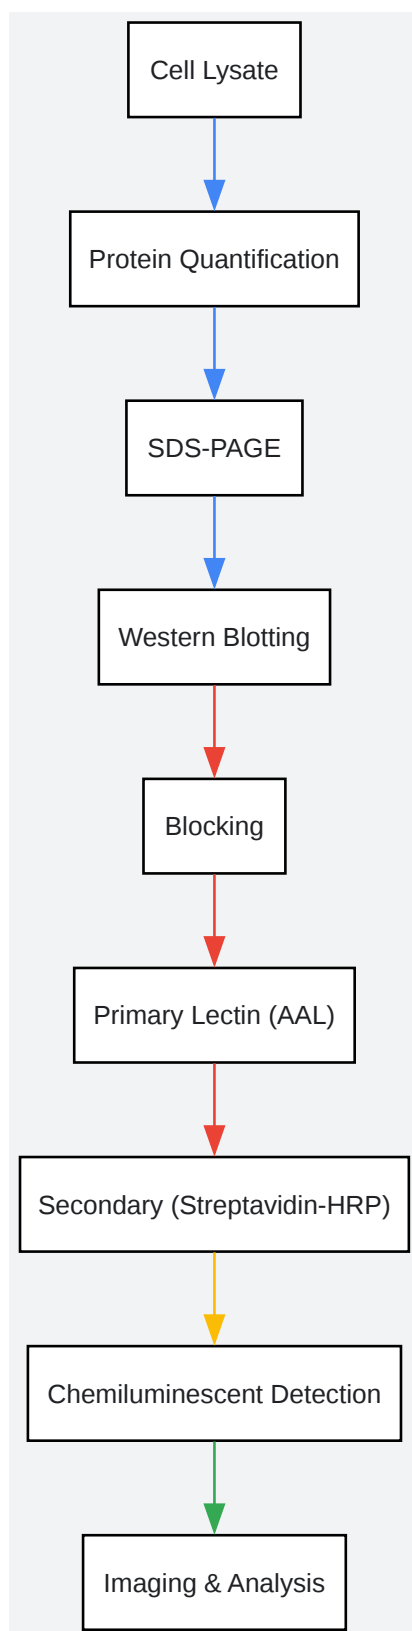 Cell Lysate
Protein Quantification
SDS-PAGE
Western Blotting
Blocking
Primary Lectin (AAL)
Secondary (Streptavidin-HRP)
Chemiluminescent Detection
Imaging & Analysis